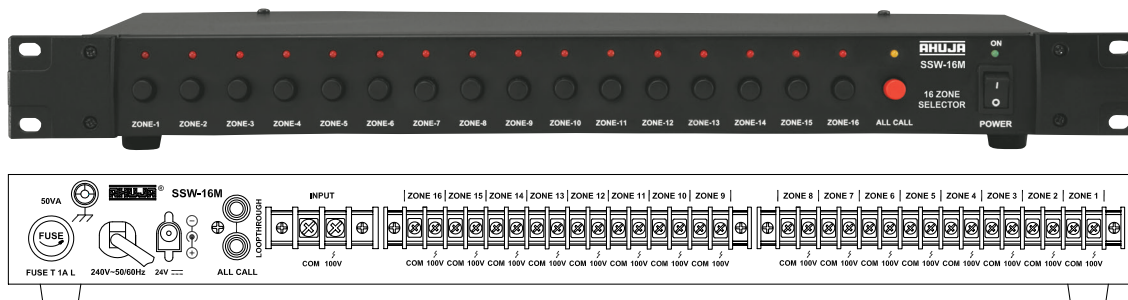 AHUJA
ON
SSW-16M
16 ZONE
SELECTOR
ZONE-1 ZONE-2 ZONE-3 ZONE-4 ZONE-5 ZONE-6 ZONE-7 ZONE-8 ZONE-9 ZONE-10 ZONE-11 ZONE-12 ZONE-13 ZONE-14 ZONE-15 ZONE-16 ALL CALL POWER
I
O
50VA
AHUJA® SSW-16M
FUSE
FUSE T 1A L
240V~50/60Hz
24V
LOOPTHROUGH
ALL CALL
INPUT
COM 100V
ZONE 16 ZONE 15 ZONE 14 ZONE 13 ZONE 12 ZONE 11 ZONE 10 ZONE 9
COM 100V COM 100V COM 100V COM 100V COM 100V COM 100V COM 100V COM 100V
ZONE 8 ZONE 7 ZONE 6 ZONE 5 ZONE 4 ZONE 3 ZONE 2 ZONE 1
COM 100V COM 100V COM 100V COM 100V COM 100V COM 100V COM 100V COM 100V